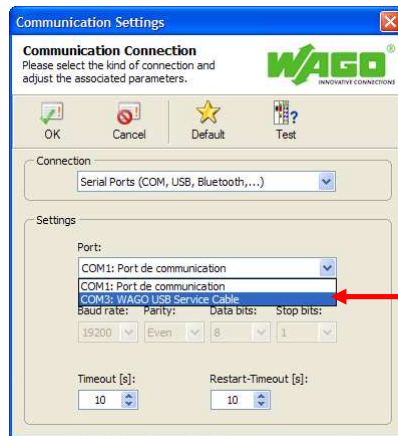 Communication Settings
Communication Connection
Please select the kind of connection and
adjust the associated parameters.
WAGO®
INNOVATIVE CONNECTIONS
OK Cancel Default Test
Connection
Serial Ports (COM, USB, Bluetooth,...)
Settings
Port:
COM1: Port de communication
COM1: Port de communication
COM3: WAGO USB Service Cable
Baud rate: Parity: Data bits: Stop bits:
19200 Even 8 1
Timeout [s]: Restart-Timeout [s]:
10 10